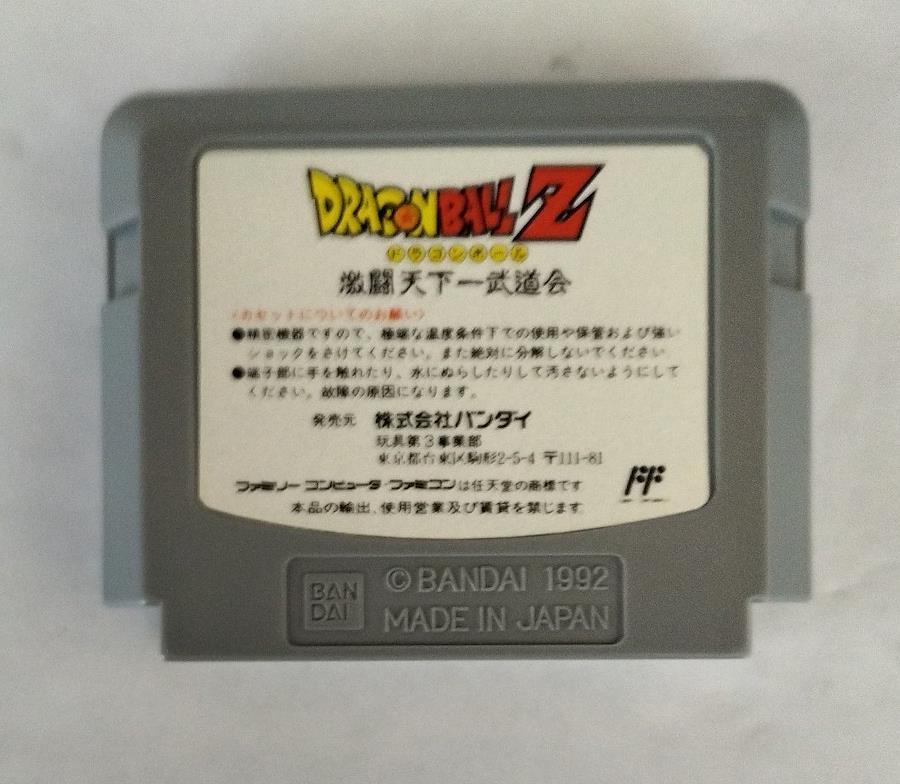 DRAGON BALL Z
ドラゴンボール
激闘天下一武道会
〈カセットについてのお願い〉
●精密機器ですので、極端な温度条件下での使用や保管および強い
ショックをさけてください。また絶対に分解しないでください
●端子部に手を触れたり、水にぬらしたりして汚さないようにして
ください。故障の原因になります。
発売元 株式会社バンダイ
玩具第3事業部
東京都台東区駒形2-5-4 〒111-81
ファミリーコンピュータ・ファミコンは任天堂の商標です
FF
本品の輸出、使用営業及び賃貸を禁じます
BAN
DAI
©BANDAI 1992
MADE IN JAPAN